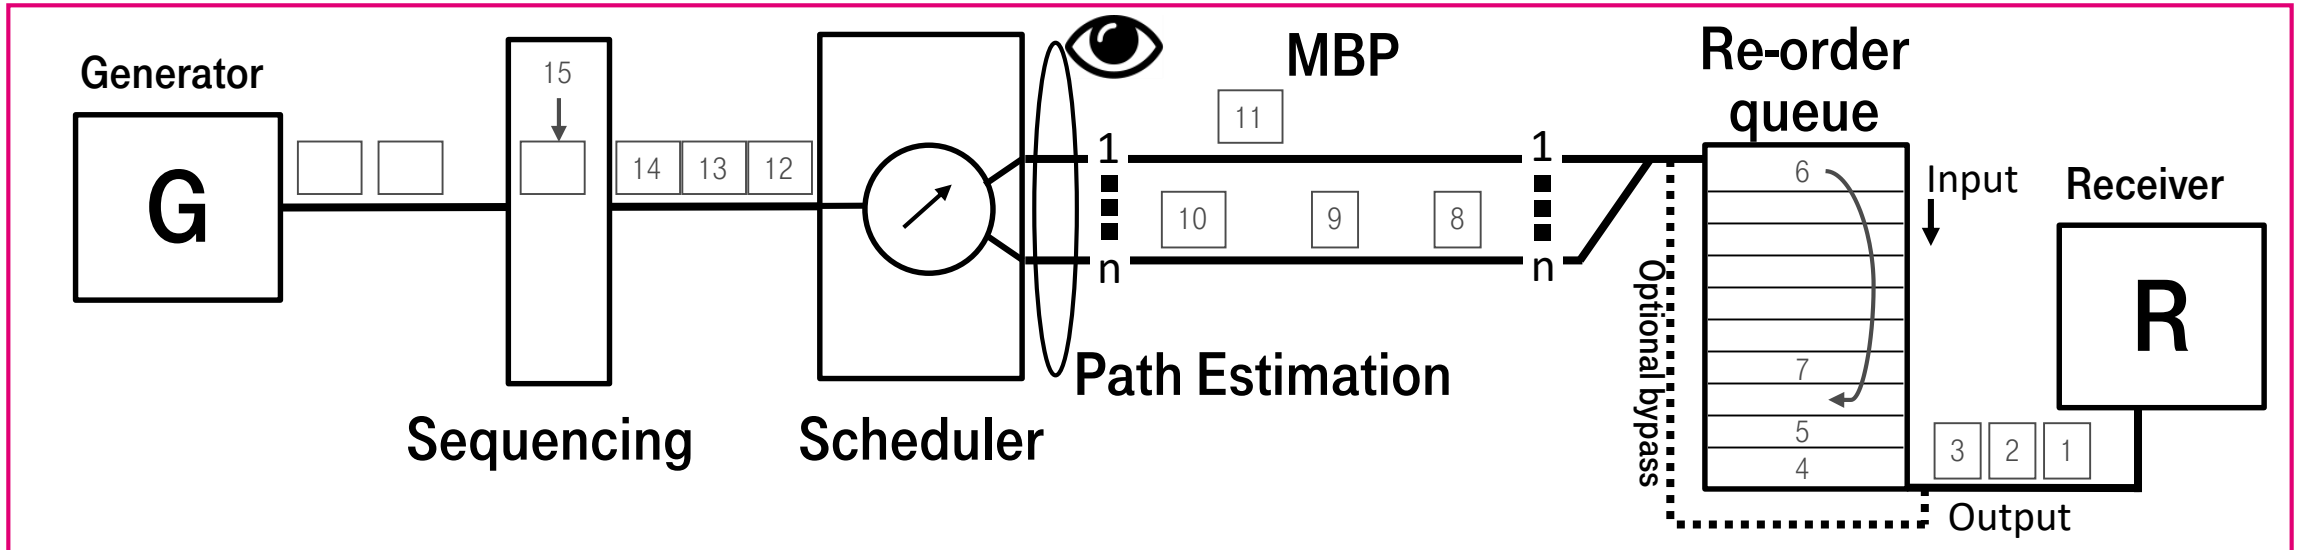 Generator
G
15
14 13 12
Sequencing
Scheduler
MBP
11
1 1
10 9 8
n n
Path Estimation
Re-order
queue
6
7
5
4
Optional bypass
Input
Receiver
R
3 2 1
Output